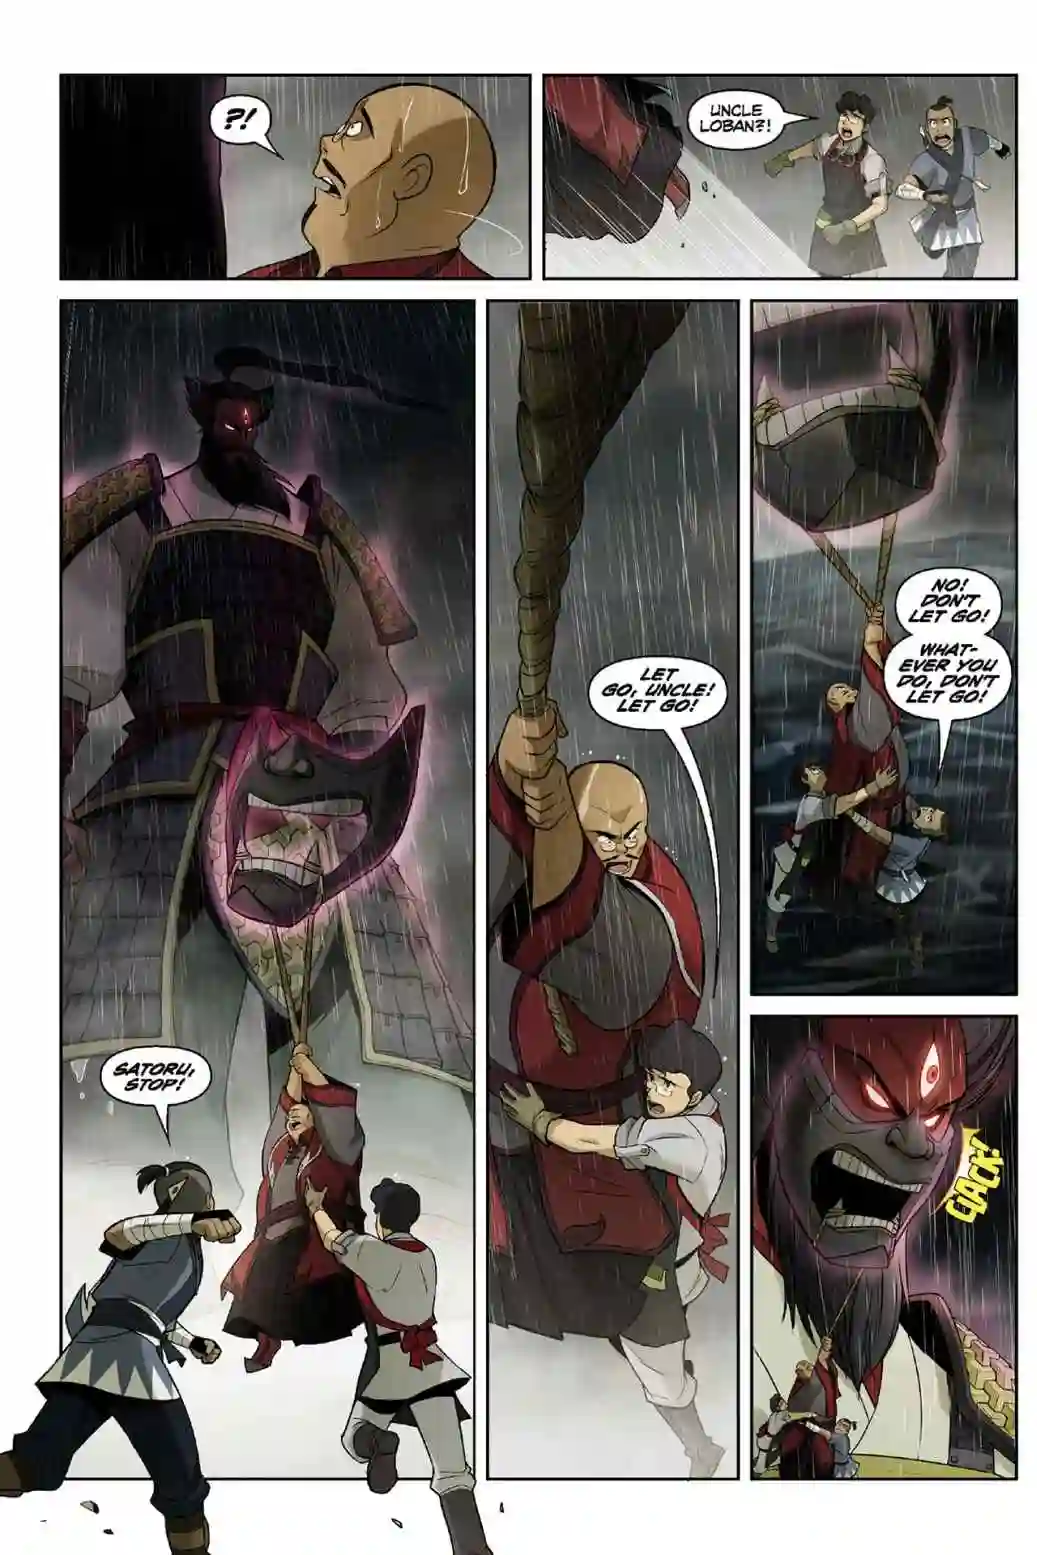 ?!
UNCLE
LOBAN?!
SATORU,
STOP!
LET
GO, UNCLE!
LET GO!
NO!
DON'T
LET GO!
WHAT-
EVER YOU
DO, DON'T
LET GO!
CLACK!